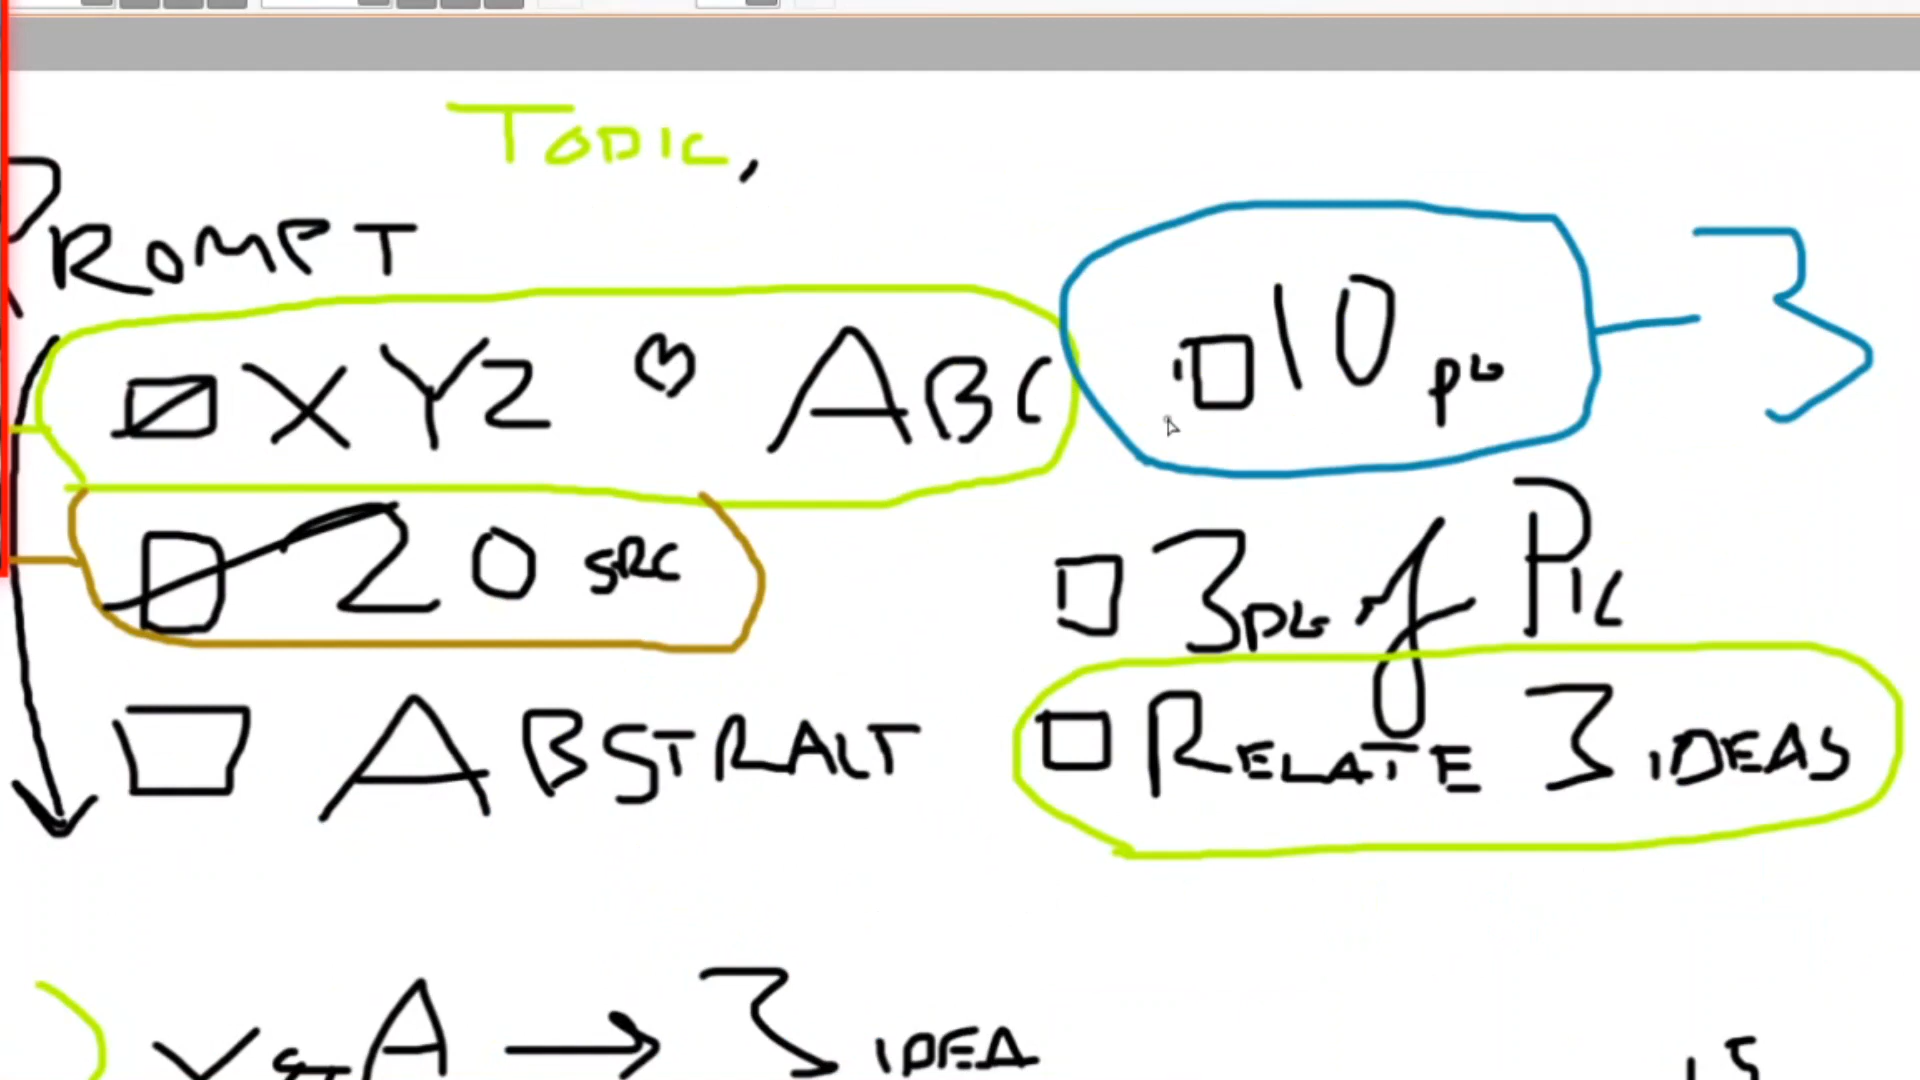 TOPIC,
PROMPT
XYZ ABC
10 pg
3
20 SRC
3 pg of PIC
ABSTRACT
RELATE 3 IDEAS
A → 3 IDEA
15